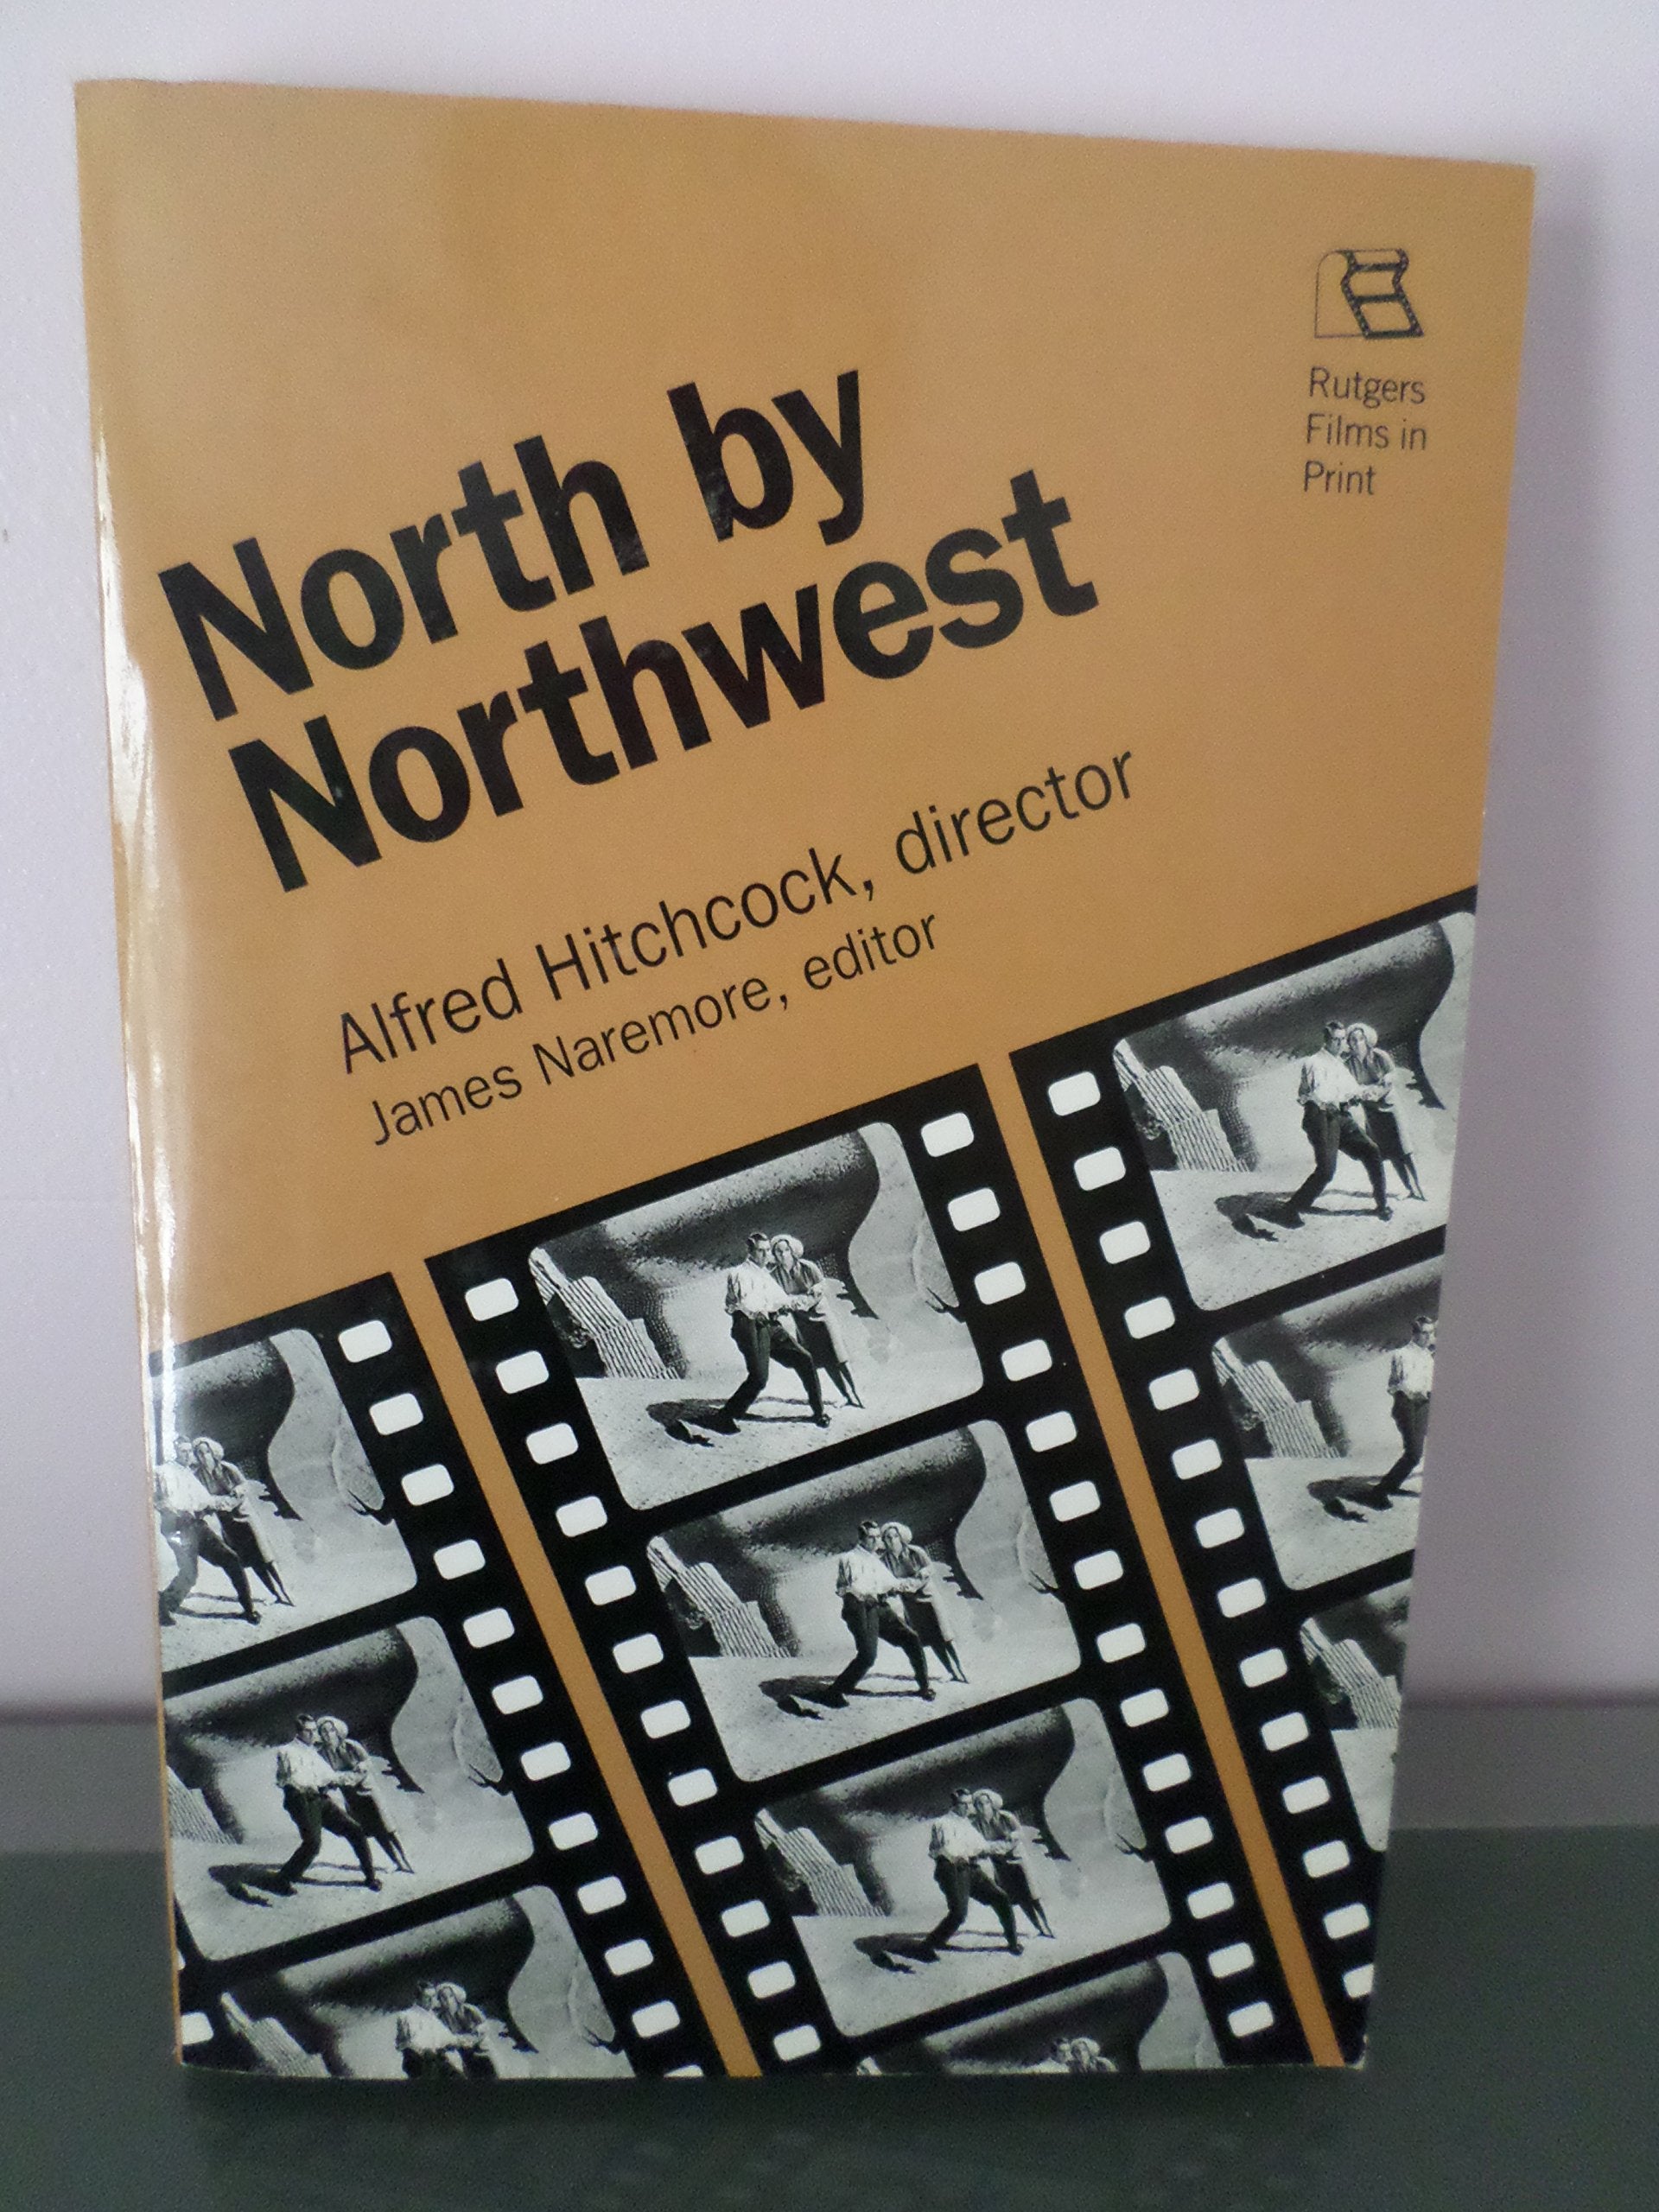 Rutgers
Films in
Print
North by
Northwest
Alfred Hitchcock, director
James Naremore, editor